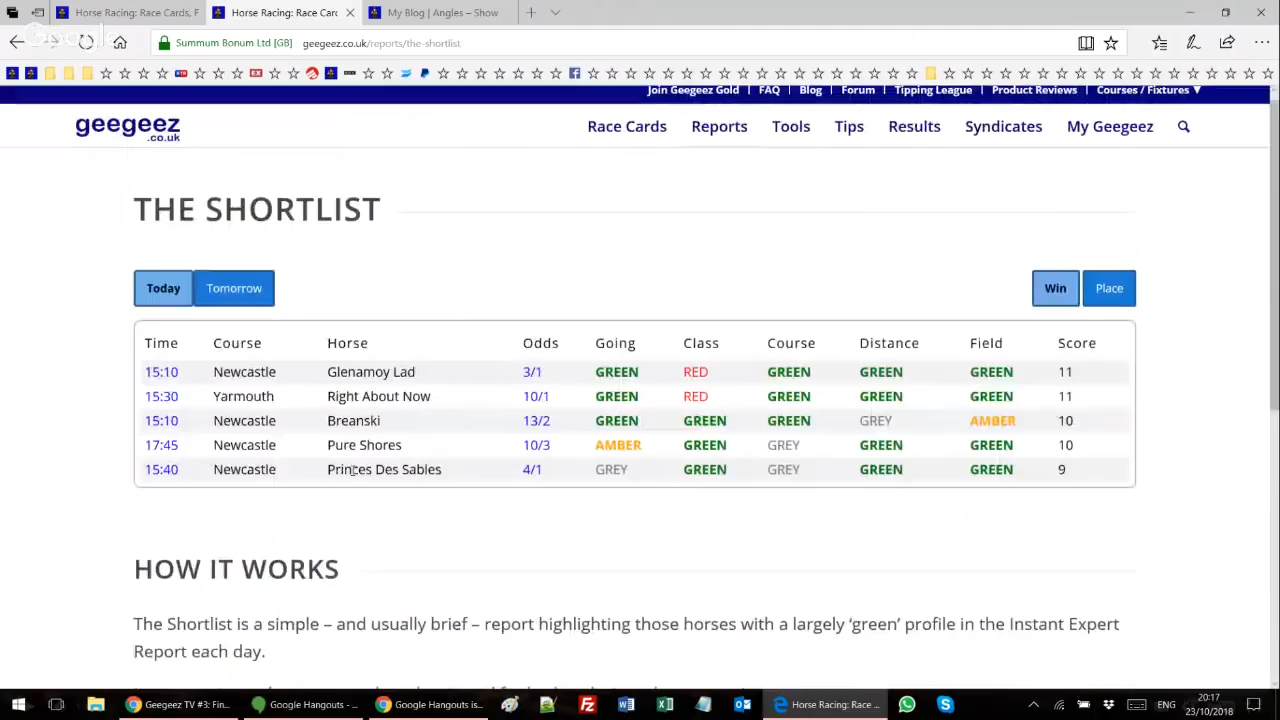 Horse Racing: Race Cards, F
Horse Racing: Race Carc
My Blog | Angles – Show
Google
Summum Bonum Ltd [GB] geegeez.co.uk/reports/the-shortlist
Join Geegeez Gold | FAQ | Blog | Forum | Tipping League | Product Reviews | Courses / Fixtures ▼
geegeez
.co.uk
Race Cards Reports Tools Tips Results Syndicates My Geegeez
THE SHORTLIST
Today Tomorrow Win Place
Time Course Horse Odds Going Class Course Distance Field Score
15:10 Newcastle Glenamoy Lad 3/1 GREEN RED GREEN GREEN GREEN 11
15:30 Yarmouth Right About Now 10/1 GREEN RED GREEN GREEN GREEN 11
15:10 Newcastle Breanski 13/2 GREEN GREEN GREEN GREY AMBER 10
17:45 Newcastle Pure Shores 10/3 AMBER GREEN GREY GREEN GREEN 10
15:40 Newcastle Princes Des Sables 4/1 GREY GREEN GREY GREEN GREEN 9
HOW IT WORKS
The Shortlist is a simple – and usually brief – report highlighting those horses with a largely ‘green’ profile in the Instant Expert
Report each day.
Geegeez TV #3: Fin...
Google Hangouts - ...
Google Hangouts is...
Horse Racing: Race ...
ENG
20:17
23/10/2018